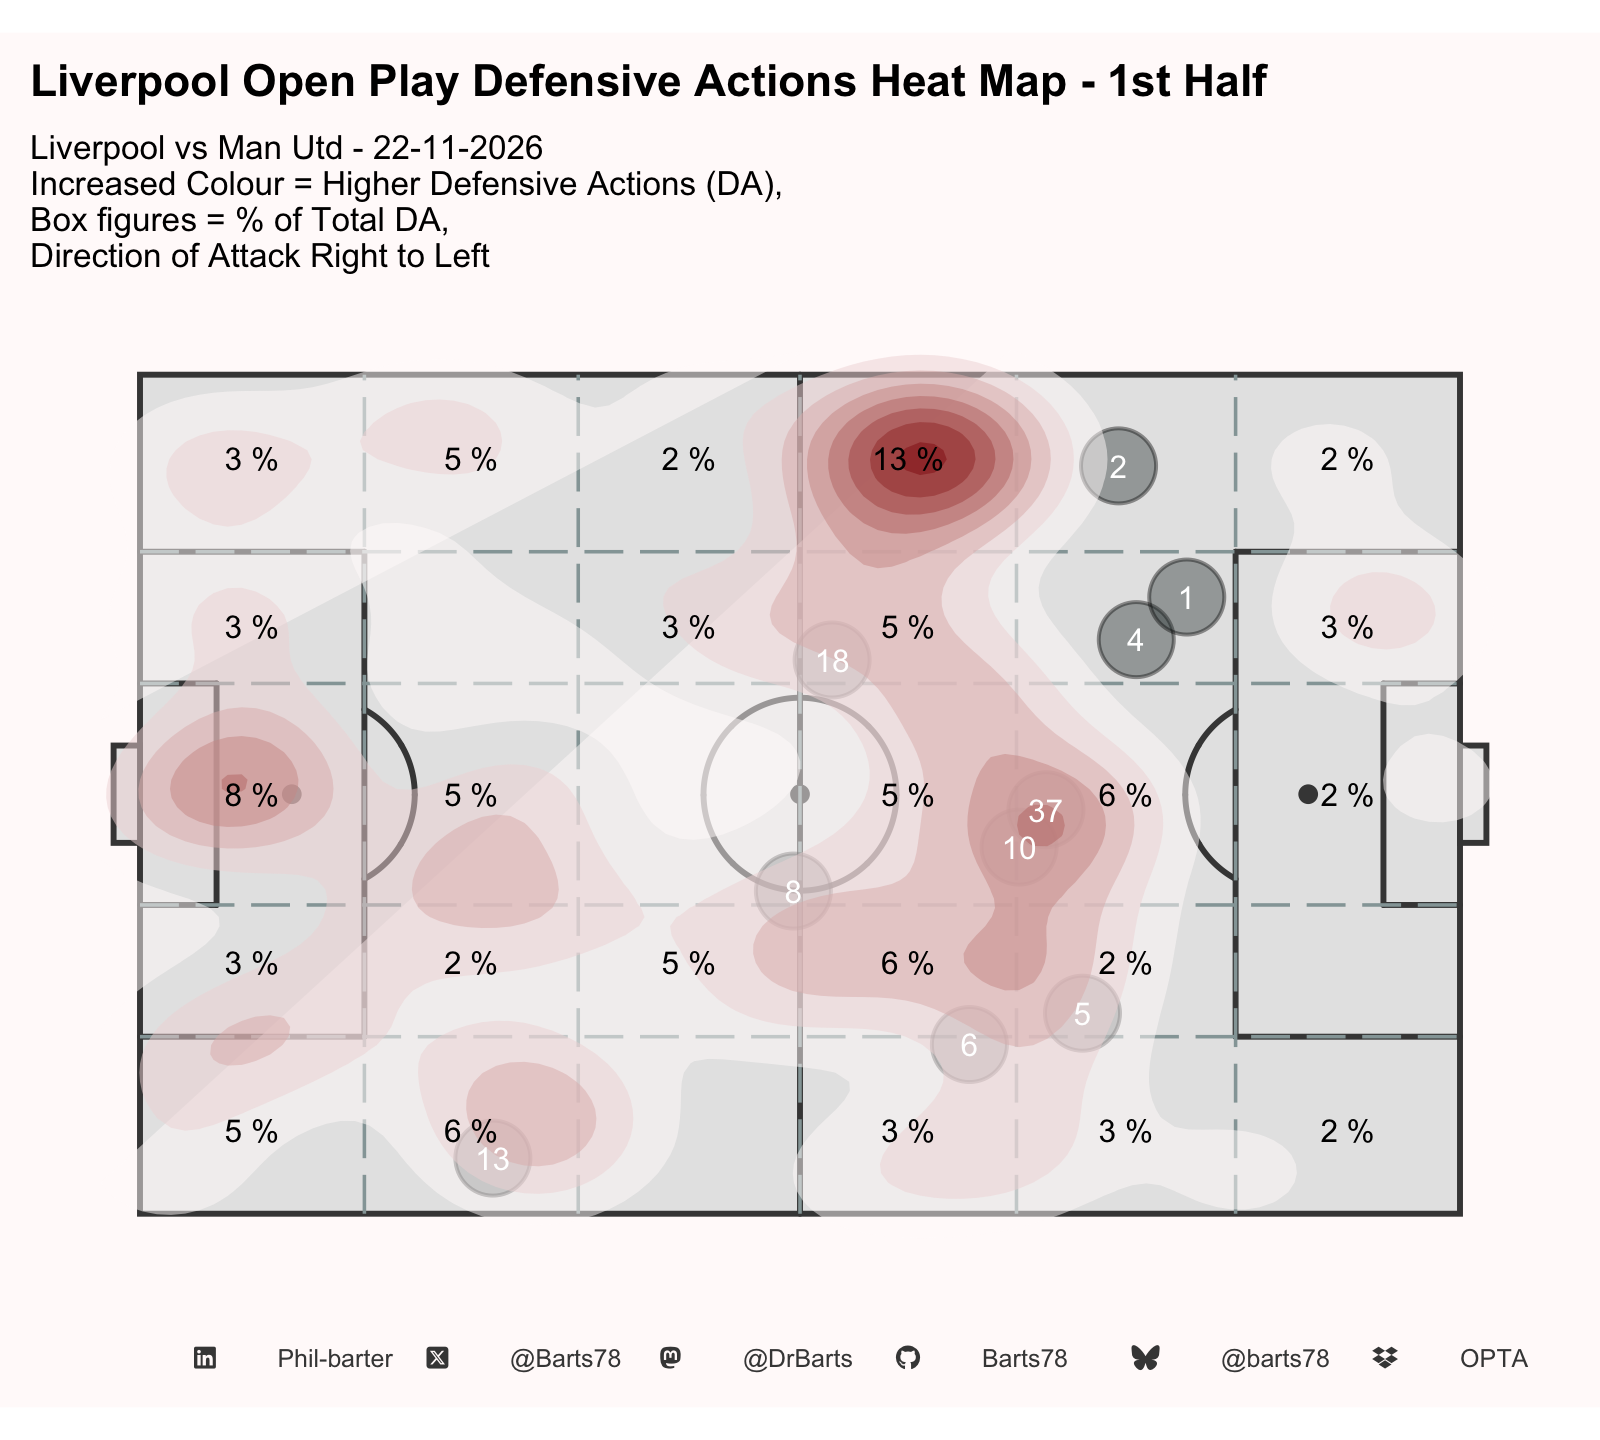 Liverpool Open Play Defensive Actions Heat Map - 1st Half
Liverpool vs Man Utd - 22-11-2026
Increased Colour = Higher Defensive Actions (DA),
Box figures = % of Total DA,
Direction of Attack Right to Left
3 % 5 % 2 % 13 % 2 2 %
1
3 % 3 % 5 % 4 3 %
18
8 % 5 % 5 % 37 6 % 2 %
10
8
3 % 2 % 5 % 6 % 2 %
5
6
5 % 6 % 3 % 3 % 2 %
13
Phil-barter @Barts78 @DrBarts Barts78 @barts78 OPTA